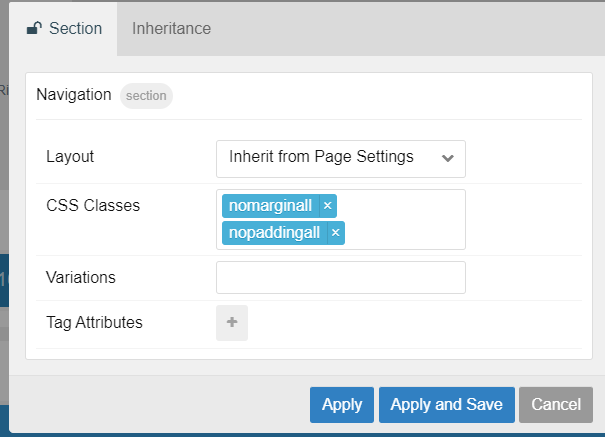 Section Inheritance
Navigation section
Layout Inherit from Page Settings
CSS Classes nomarginall ×
nopaddingall ×
Variations
Tag Attributes +
Apply Apply and Save Cancel